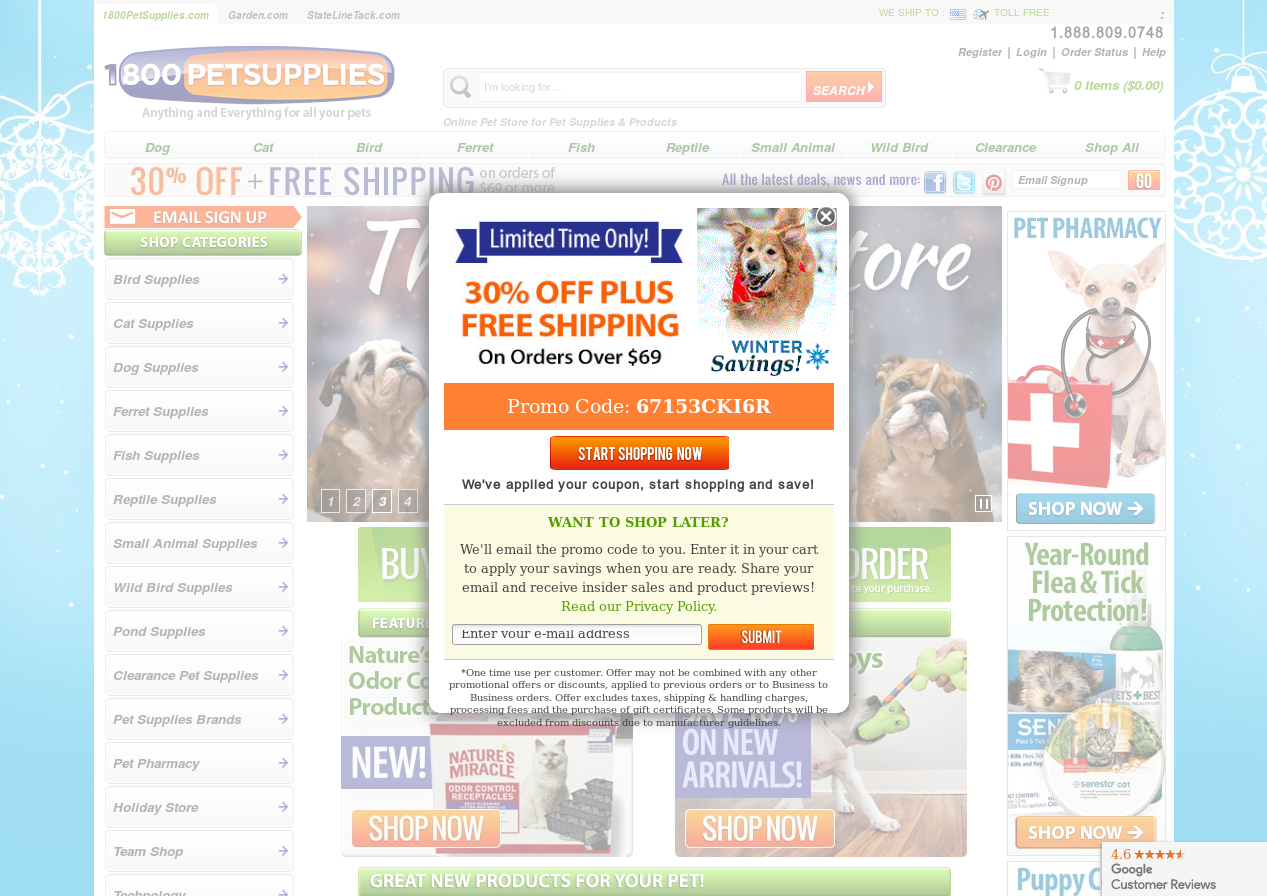 1800PetSupplies.com Garden.com StateLineTack.com
WE SHIP TO : TOLL FREE :
1.888.809.0748
Register | Login | Order Status | Help
1800PETSUPPLIES
Anything and Everything for all your pets
I'm looking for…
SEARCH
0 Items ($0.00)
Online Pet Store for Pet Supplies & Products
Dog Cat Bird Ferret Fish Reptile Small Animal Wild Bird Clearance Shop All
30% OFF + FREE SHIPPING on orders of
$69 or more
All the latest deals, news and more:
Email Signup
GO
EMAIL SIGN UP
SHOP CATEGORIES
Bird Supplies
Cat Supplies
Dog Supplies
Ferret Supplies
Fish Supplies
Reptile Supplies
Small Animal Supplies
Wild Bird Supplies
Pond Supplies
Clearance Pet Supplies
Pet Supplies Brands
Pet Pharmacy
Holiday Store
Team Shop
Technology
Th
tore
1 2 3 4
Limited Time Only!
30% OFF PLUS
FREE SHIPPING
On Orders Over $69
WINTER
Savings!
Promo Code: 67153CKI6R
START SHOPPING NOW
We've applied your coupon, start shopping and save!
WANT TO SHOP LATER?
We'll email the promo code to you. Enter it in your cart
to apply your savings when you are ready. Share your
email and receive insider sales and product previews!
Read our Privacy Policy.
Enter your e-mail address
SUBMIT
*One time use per customer. Offer may not be combined with any other
promotional offers or discounts, applied to previous orders or to Business to
Business orders. Offer excludes taxes, shipping & handling charges,
processing fees and the purchase of gift certificates. Some products will be
excluded from discounts due to manufacturer guidelines.
BUY
ORDER
ete your purchase.
FEATURE
Nature's
Odor Co
Product
NEW!
NATURE'S
MIRACLE
ODOR CONTROL
RECEPTACLES
SHOP NOW
oys
ON NEW
ARRIVALS!
SHOP NOW
GREAT NEW PRODUCTS FOR YOUR PET!
PET PHARMACY
SHOP NOW
Year-Round
Flea & Tick
Protection!
ET'S+BEST
SEN
seresto cat
SHOP NOW
Puppy C
4.6
Google
Customer Reviews